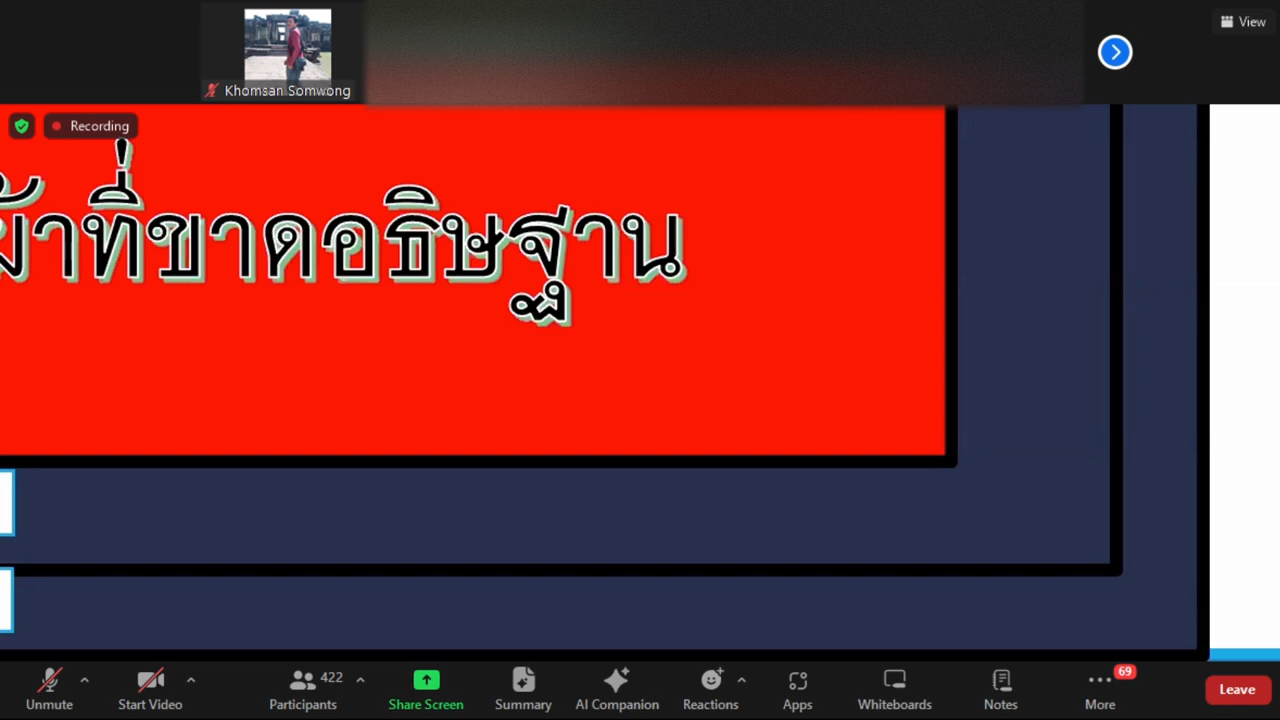 View
Khomsan Somwong
Recording
ผ้าที่ขาดอธิษฐาน
422
69
Unmute
Start Video
Participants
Share Screen
Summary
AI Companion
Reactions
Apps
Whiteboards
Notes
More
Leave